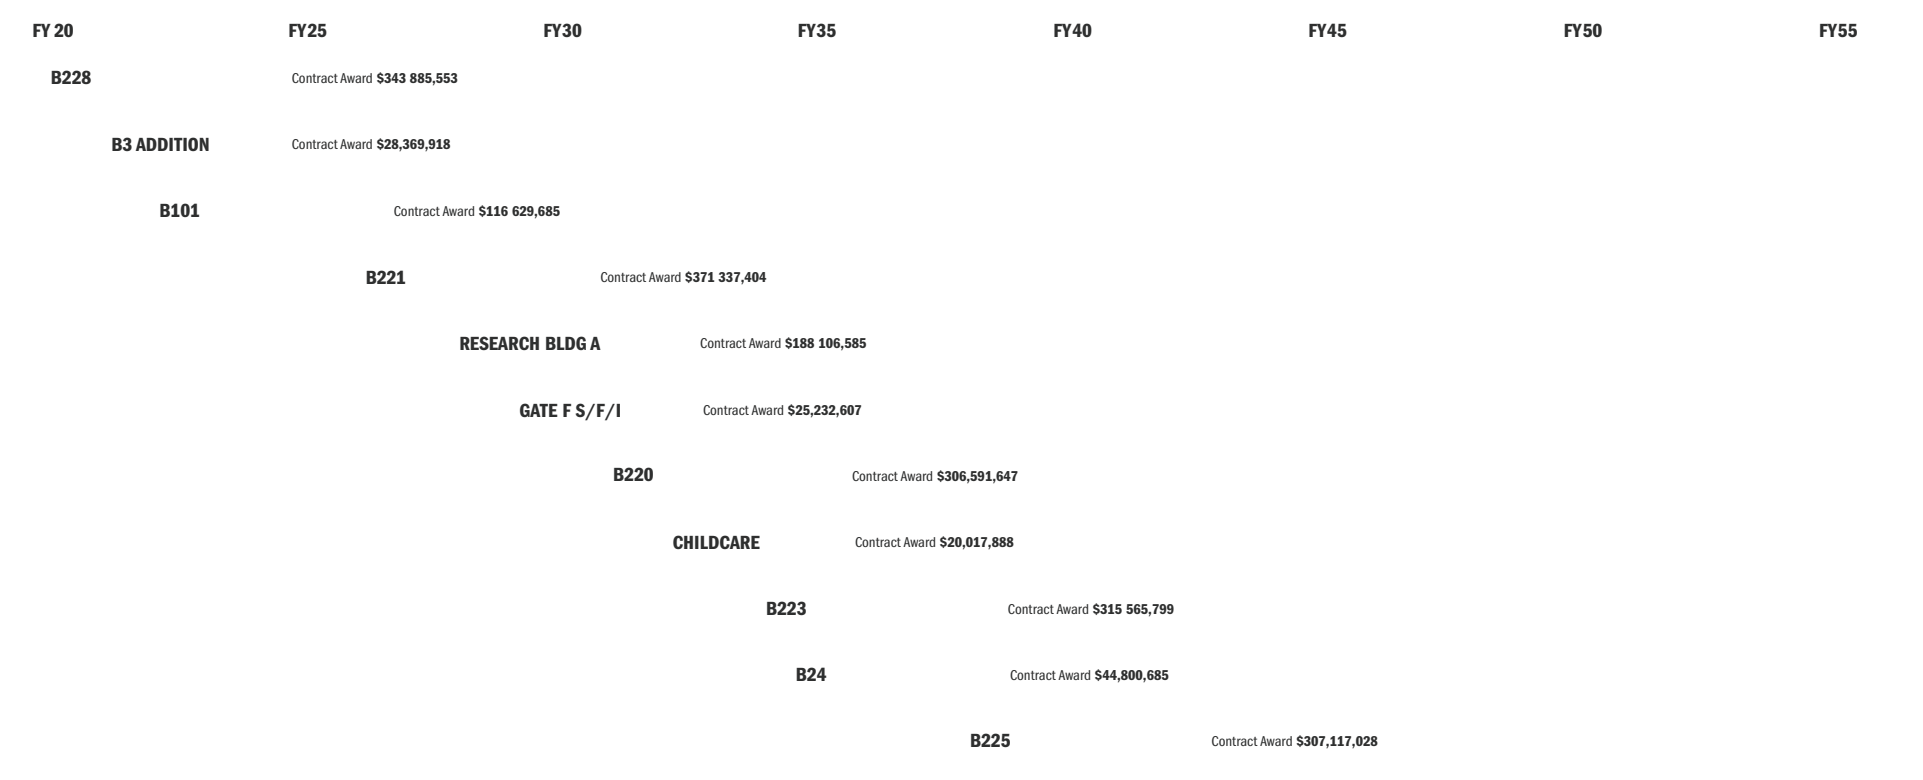 FY 20 FY25 FY30 FY35 FY40 FY45 FY50 FY55
B228 Contract Award $343 885,553
B3 ADDITION Contract Award $28,369,918
B101 Contract Award $116 629,685
B221 Contract Award $371 337,404
RESEARCH BLDG A Contract Award $188 106,585
GATE F S/F/I Contract Award $25,232,607
B220 Contract Award $306,591,647
CHILDCARE Contract Award $20,017,888
B223 Contract Award $315 565,799
B24 Contract Award $44,800,685
B225 Contract Award $307,117,028